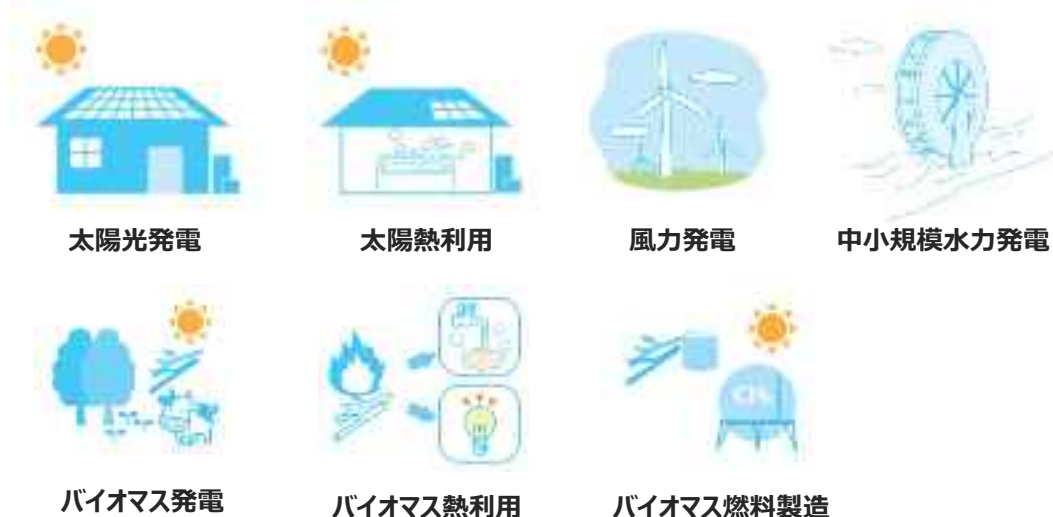 太陽光発電
太陽熱利用
風力発電
中小規模水力発電
CH₄
バイオマス発電
バイオマス熱利用
バイオマス燃料製造